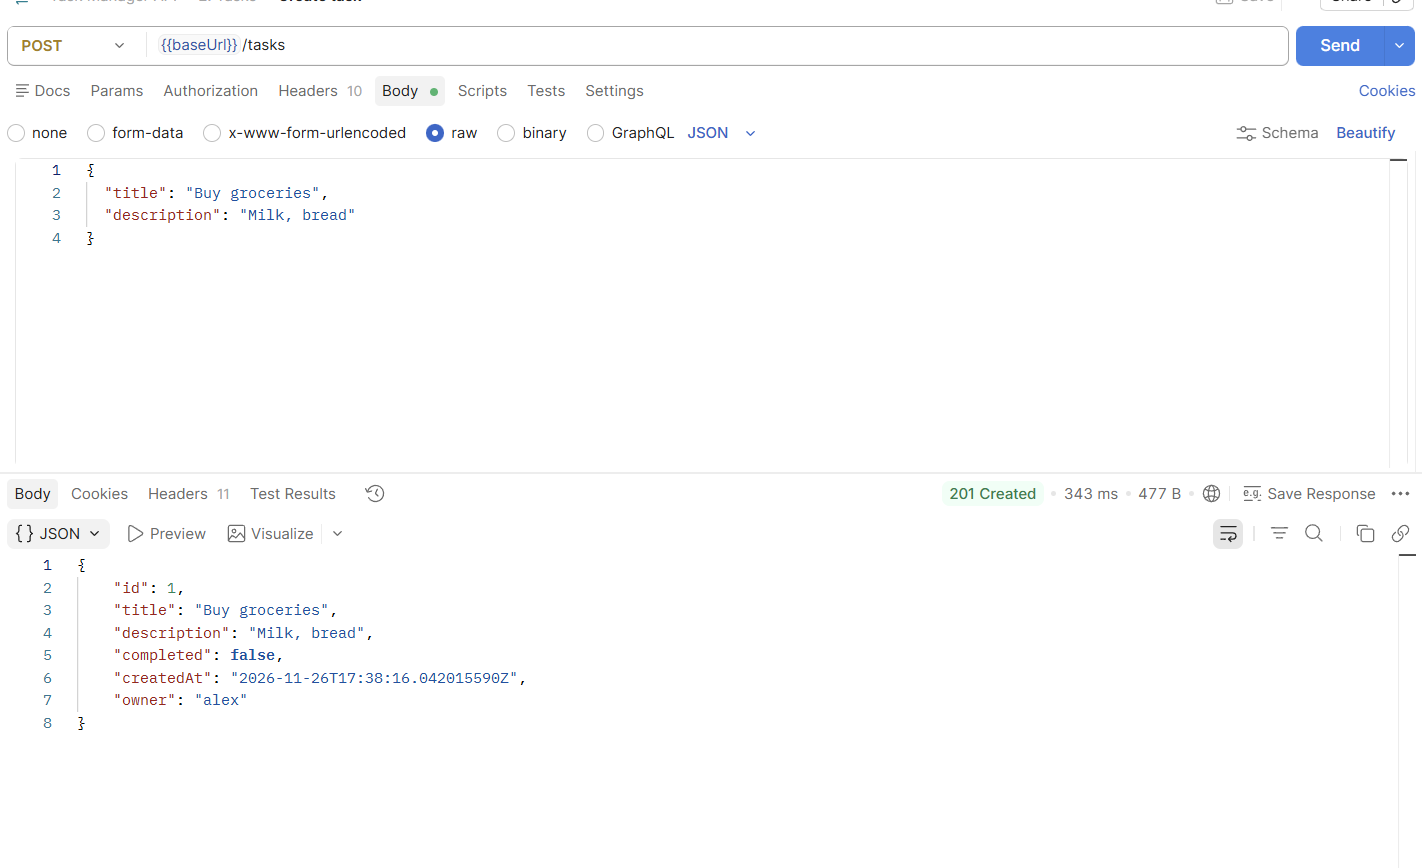 POST {{baseUrl}} /tasks Send
Docs Params Authorization Headers 10 Body Scripts Tests Settings Cookies
none form-data x-www-form-urlencoded raw binary GraphQL JSON Schema Beautify
1 {
2 "title": "Buy groceries",
3 "description": "Milk, bread"
4 }
Body Cookies Headers 11 Test Results 201 Created 343 ms 477 B e.g. Save Response
{} JSON Preview Visualize
1 {
2 "id": 1,
3 "title": "Buy groceries",
4 "description": "Milk, bread",
5 "completed": false,
6 "createdAt": "2026-11-26T17:38:16.042015590Z",
7 "owner": "alex"
8 }